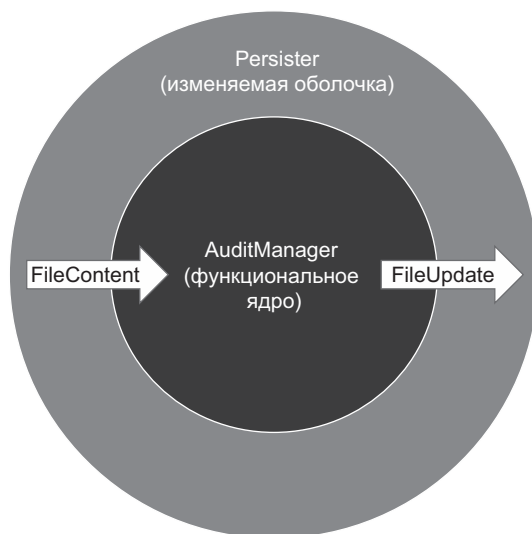 Persister
(изменяемая оболочка)
FileContent
AuditManager
(функциональное
ядро)
FileUpdate